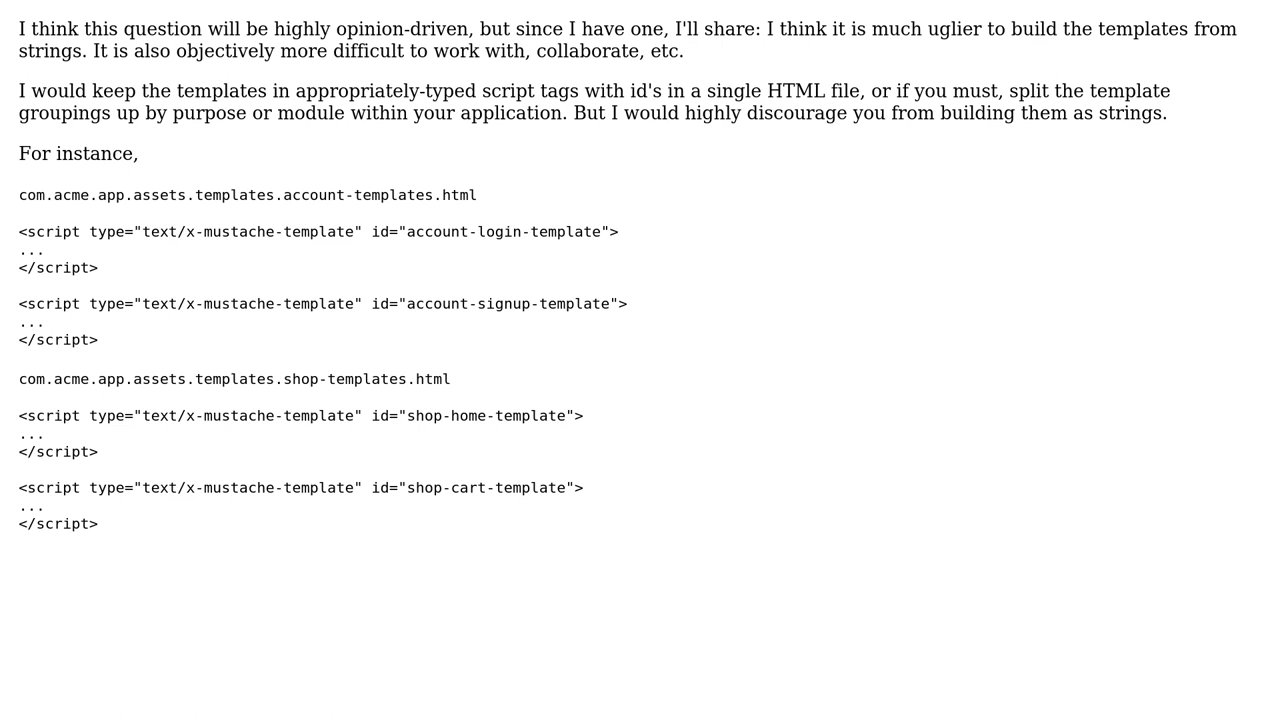 I think this question will be highly opinion-driven, but since I have one, I'll share: I think it is much uglier to build the templates from
strings. It is also objectively more difficult to work with, collaborate, etc.
I would keep the templates in appropriately-typed script tags with id's in a single HTML file, or if you must, split the template
groupings up by purpose or module within your application. But I would highly discourage you from building them as strings.
For instance,
com.acme.app.assets.templates.account-templates.html
<script type="text/x-mustache-template" id="account-login-template">
...
</script>
<script type="text/x-mustache-template" id="account-signup-template">
...
</script>
com.acme.app.assets.templates.shop-templates.html
<script type="text/x-mustache-template" id="shop-home-template">
...
</script>
<script type="text/x-mustache-template" id="shop-cart-template">
...
</script>